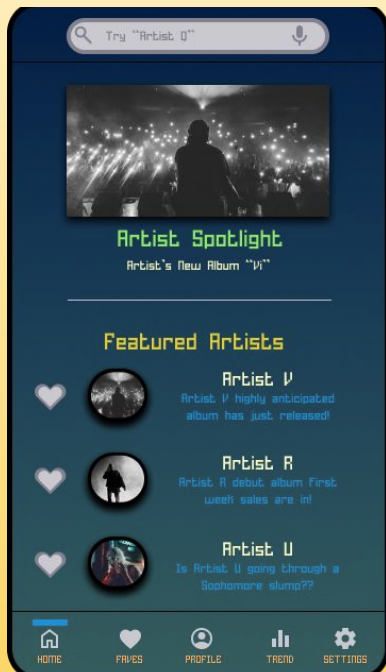 Try "Artist Q"
Artist Spotlight
Artist's New Album "Vi"
Featured Artists
Artist V
Artist V highly anticipated
album has just released!
Artist R
Artist R debut album First
week sales are in!
Artist U
Is Artist U going through a
Sophomore slump??
HOME
FAVES
PROFILE
TREND
SETTINGS